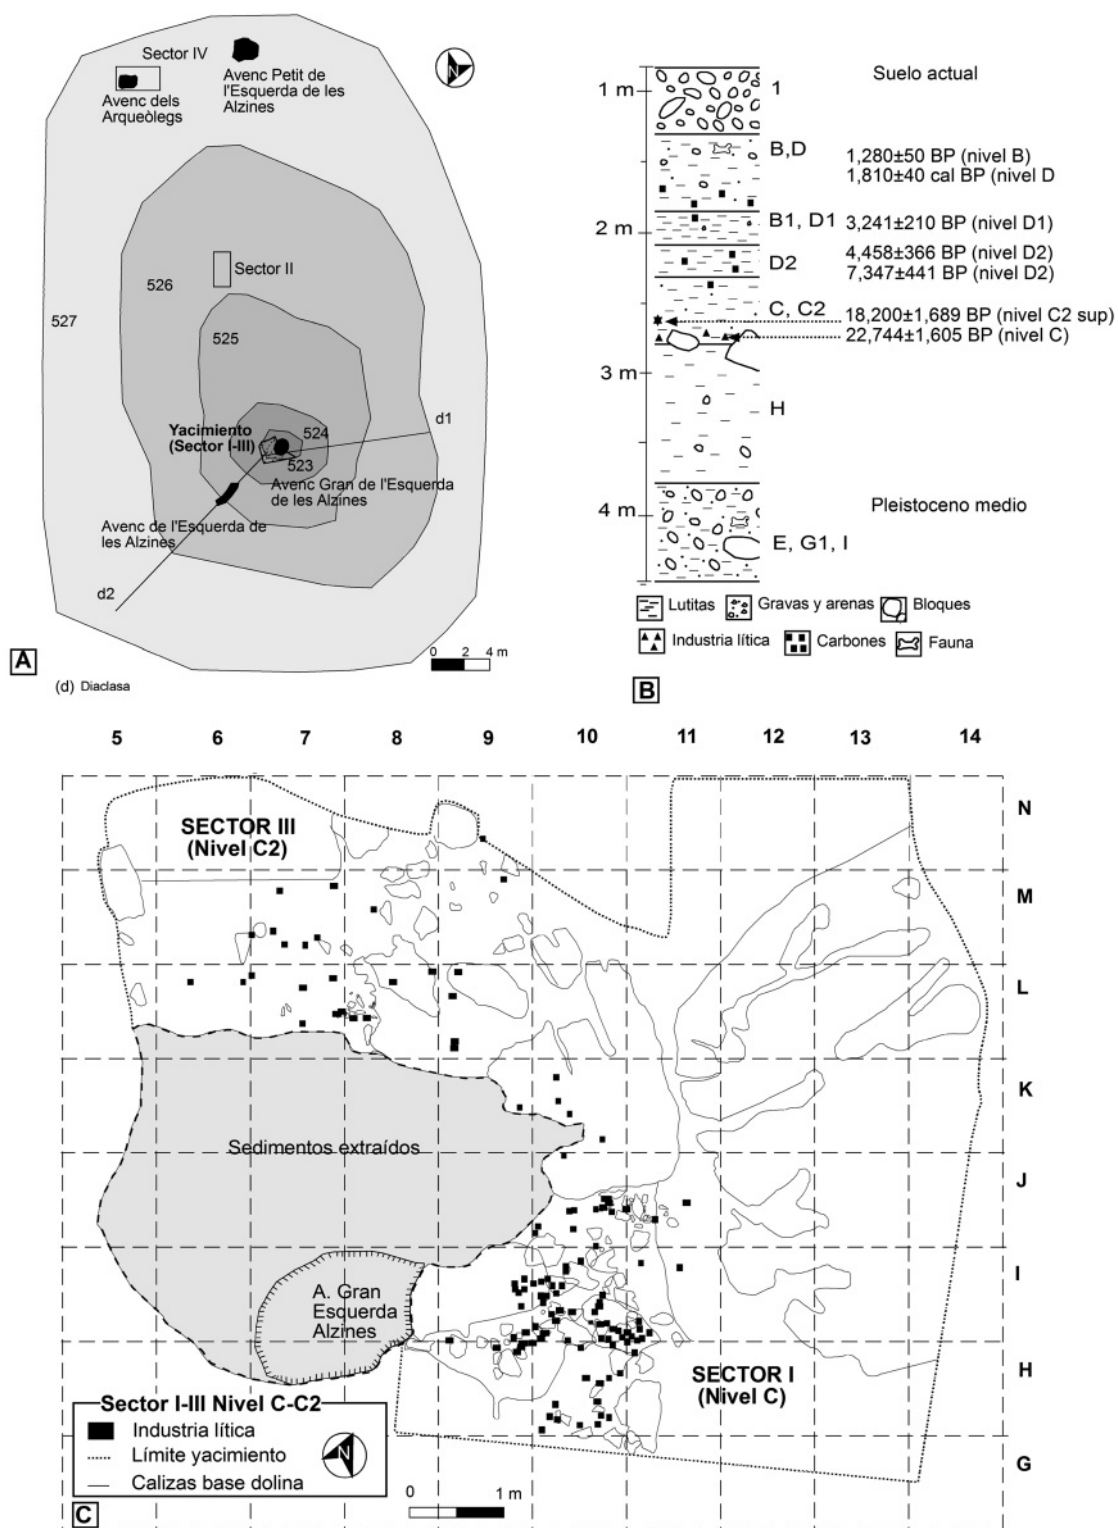 Sector IV
Avenc dels
Arqueòlegs
Avenc Petit de
l'Esquerda de les
Alzines
N
Sector II
526
527
525
Yacimiento
(Sector I-III)
524
523
d1
Avenc Gran de l'Esquerda
de les Alzines
Avenc de l'Esquerda de
les Alzines
d2
A
0 2 4 m
(d) Diaclasa
1 m
2 m
3 m
4 m
Suelo actual
1
B,D
1,280±50 BP (nivel B)
1,810±40 cal BP (nivel D
B1, D1
3,241±210 BP (nivel D1)
D2
4,458±366 BP (nivel D2)
7,347±441 BP (nivel D2)
C, C2
18,200±1,689 BP (nivel C2 sup)
22,744±1,605 BP (nivel C)
H
Pleistoceno medio
E, G1, I
Lutitas
Gravas y arenas
Bloques
Industria lítica
Carbones
Fauna
B
5 6 7 8 9 10 11 12 13 14
N
M
L
K
J
I
H
G
SECTOR III
(Nivel C2)
Sedimentos extraídos
A. Gran
Esquerda
Alzines
SECTOR I
(Nivel C)
Sector I-III Nivel C-C2
Industria lítica
Límite yacimiento
Calizas base dolina
N
0 1 m
C